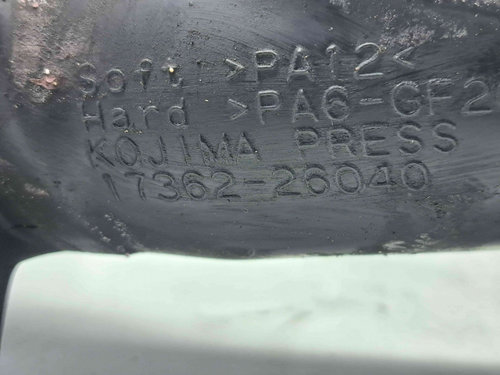 Soft >PA12<
Hard >PA6-GF2
KOJIMA PRESS
17362-26040